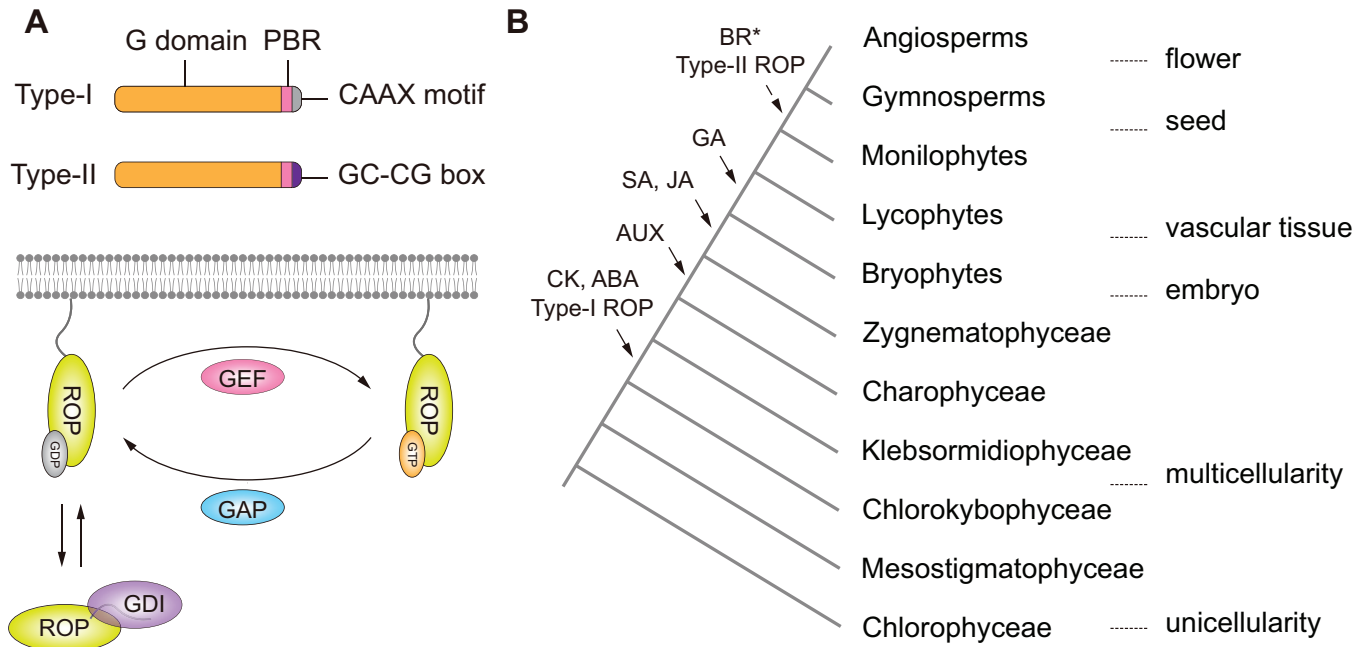 A
G domain PBR
Type-I
CAAX motif
Type-II
GC-CG box
ROP
GDP
GEF
GAP
ROP
GTP
ROP
GDI
B
BR*
Type-II ROP
GA
SA, JA
AUX
CK, ABA
Type-I ROP
Angiosperms
flower
Gymnosperms
seed
Monilophytes
Lycophytes
vascular tissue
Bryophytes
embryo
Zygnematophyceae
Charophyceae
Klebsormidiophyceae
multicellularity
Chlorokybophyceae
Mesostigmatophyceae
Chlorophyceae
unicellularity